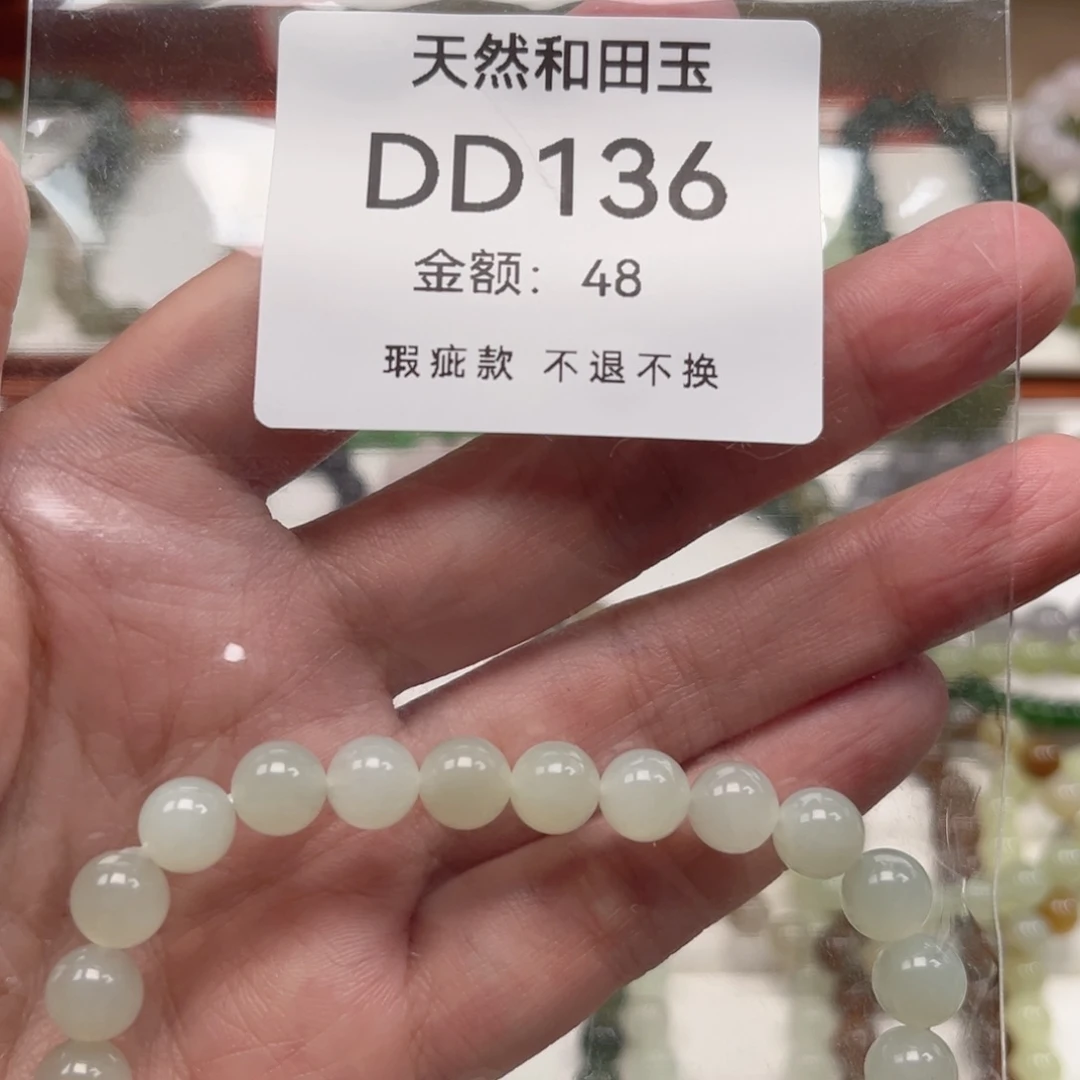 天然和田玉
DD136
金额：48
瑕疵款 不退不换